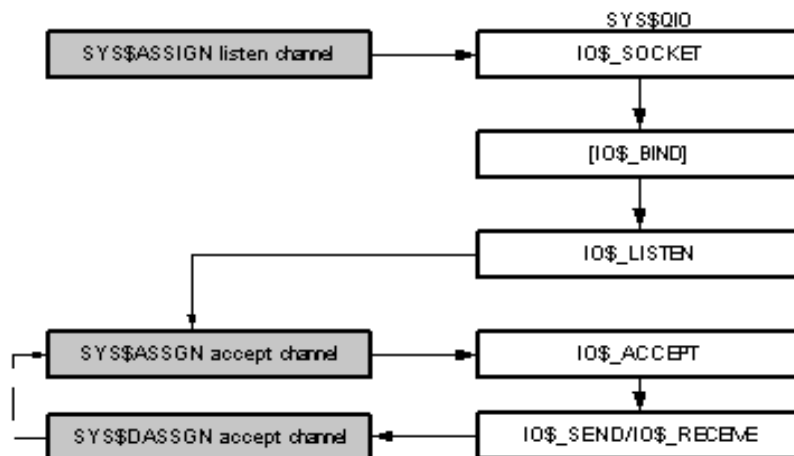 SYS$QIO
SYS$ASSIGN listen channel
IO$_SOCKET
[IO$_BIND]
IO$_LISTEN
SYS$ASSGN accept channel
IO$_ACCEPT
SYS$DASSGN accept channel
IO$_SEND/IO$_RECEIVE